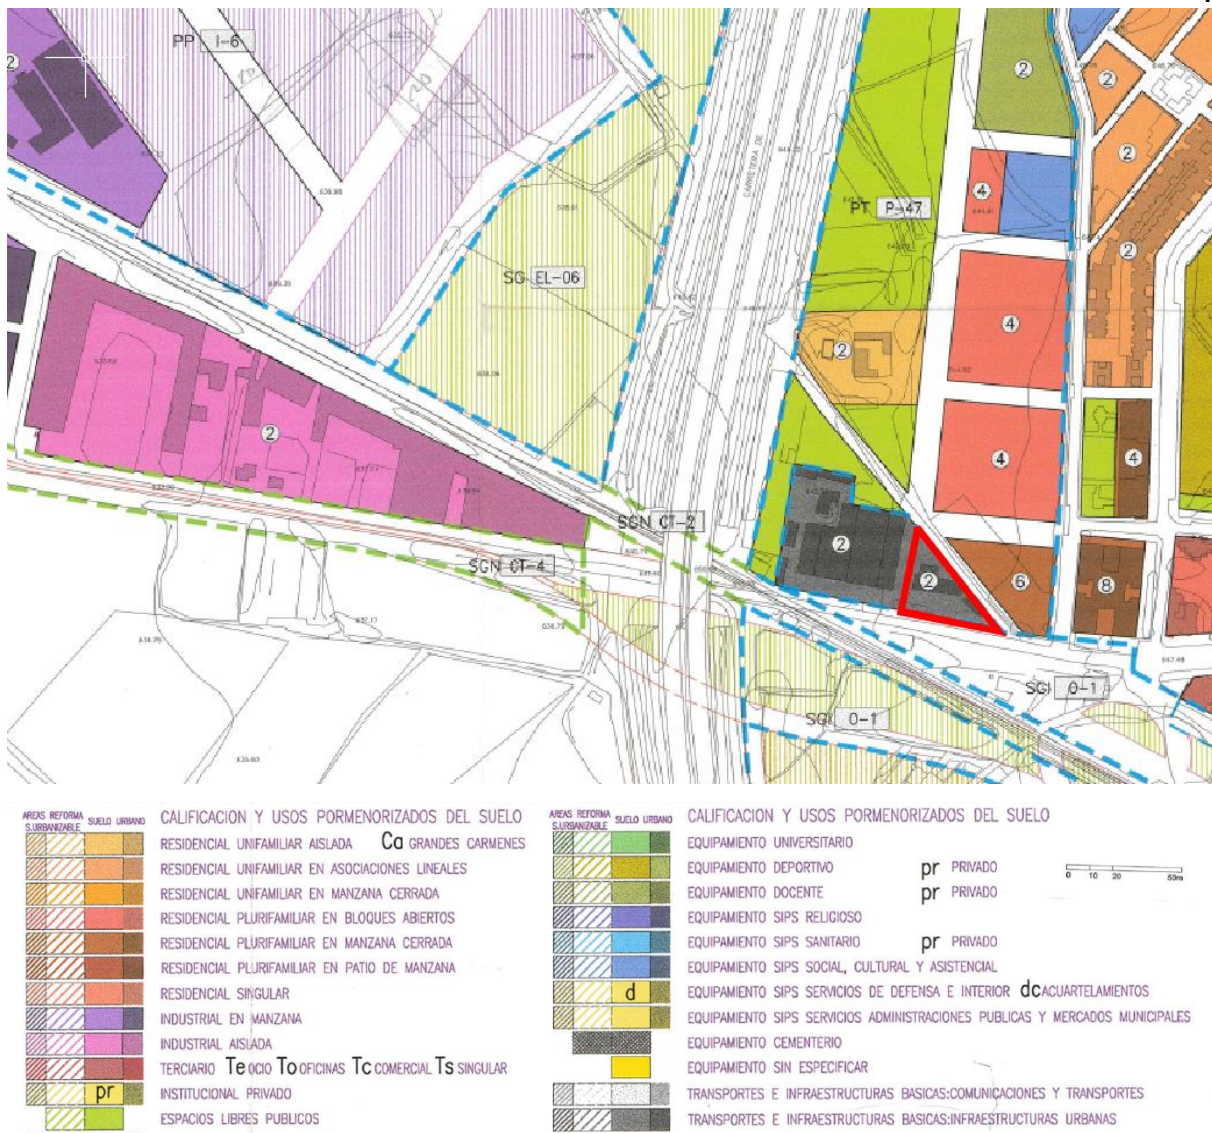 PP I-6
2
SG EL-06
CARRETERA DE
PT P-47
2
2
2
4
2
2
4
2
4
4
2
SGN CT-2
2
SGN CT-4
2
6
8
SGI O-1
SGI O-1
AREAS REFORMA
S.URBANIZABLE
SUELO URBANO
CALIFICACION Y USOS PORMENORIZADOS DEL SUELO
RESIDENCIAL UNIFAMILIAR AISLADA Ca GRANDES CARMENES
RESIDENCIAL UNIFAMILIAR EN ASOCIACIONES LINEALES
RESIDENCIAL UNIFAMILIAR EN MANZANA CERRADA
RESIDENCIAL PLURIFAMILIAR EN BLOQUES ABIERTOS
RESIDENCIAL PLURIFAMILIAR EN MANZANA CERRADA
RESIDENCIAL PLURIFAMILIAR EN PATIO DE MANZANA
RESIDENCIAL SINGULAR
INDUSTRIAL EN MANZANA
INDUSTRIAL AISLADA
TERCIARIO Te OCIO To OFICINAS Tc COMERCIAL Ts SINGULAR
pr INSTITUCIONAL PRIVADO
ESPACIOS LIBRES PUBLICOS
AREAS REFORMA
S.URBANIZABLE
SUELO URBANO
CALIFICACION Y USOS PORMENORIZADOS DEL SUELO
EQUIPAMIENTO UNIVERSITARIO
EQUIPAMIENTO DEPORTIVO pr PRIVADO
EQUIPAMIENTO DOCENTE pr PRIVADO
EQUIPAMIENTO SIPS RELIGIOSO
EQUIPAMIENTO SIPS SANITARIO pr PRIVADO
EQUIPAMIENTO SIPS SOCIAL, CULTURAL Y ASISTENCIAL
d EQUIPAMIENTO SIPS SERVICIOS DE DEFENSA E INTERIOR dc ACUARTELAMIENTOS
EQUIPAMIENTO SIPS SERVICIOS ADMINISTRACIONES PUBLICAS Y MERCADOS MUNICIPALES
EQUIPAMIENTO CEMENTERIO
EQUIPAMIENTO SIN ESPECIFICAR
TRANSPORTES E INFRAESTRUCTURAS BASICAS:COMUNICACIONES Y TRANSPORTES
TRANSPORTES E INFRAESTRUCTURAS BASICAS:INFRAESTRUCTURAS URBANAS
0 10 20 50m